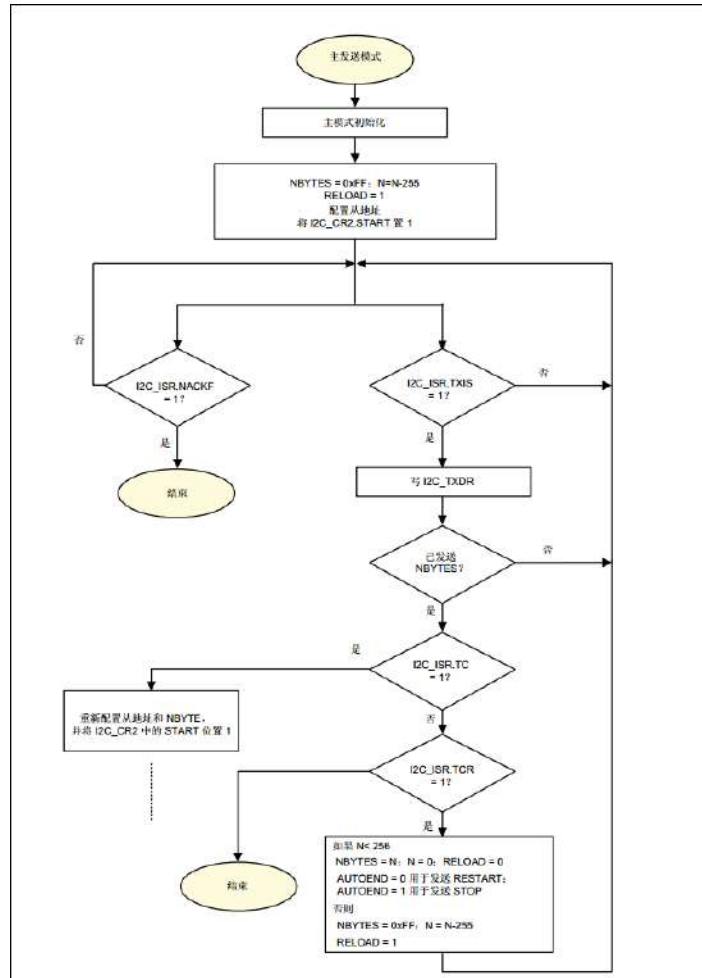 主发送模式
主模式初始化
NBYTES = 0xFF；N=N-255
RELOAD = 1
配置从地址
将 I2C_CR2.START 置 1
否
I2C_ISR.NACKF
= 1？
是
结束
I2C_ISR.TXIS
= 1？
否
是
写 I2C_TXDR
已发送
NBYTES？
否
是
I2C_ISR.TC
= 1？
是
重新配置从地址和 NBYTE，
并将 I2C_CR2 中的 START 位置 1
否
I2C_ISR.TCR
= 1？
是
结束
如果 N< 256
NBYTES = N；N = 0；RELOAD = 0
AUTOEND = 0 用于发送 RESTART；
AUTOEND = 1 用于发送 STOP
否则
NBYTES = 0xFF；N = N-255
RELOAD = 1